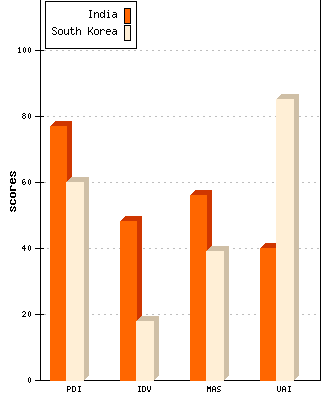 India
South Korea
100
80
60
40
20
0
scores
PDI IDV MAS UAI